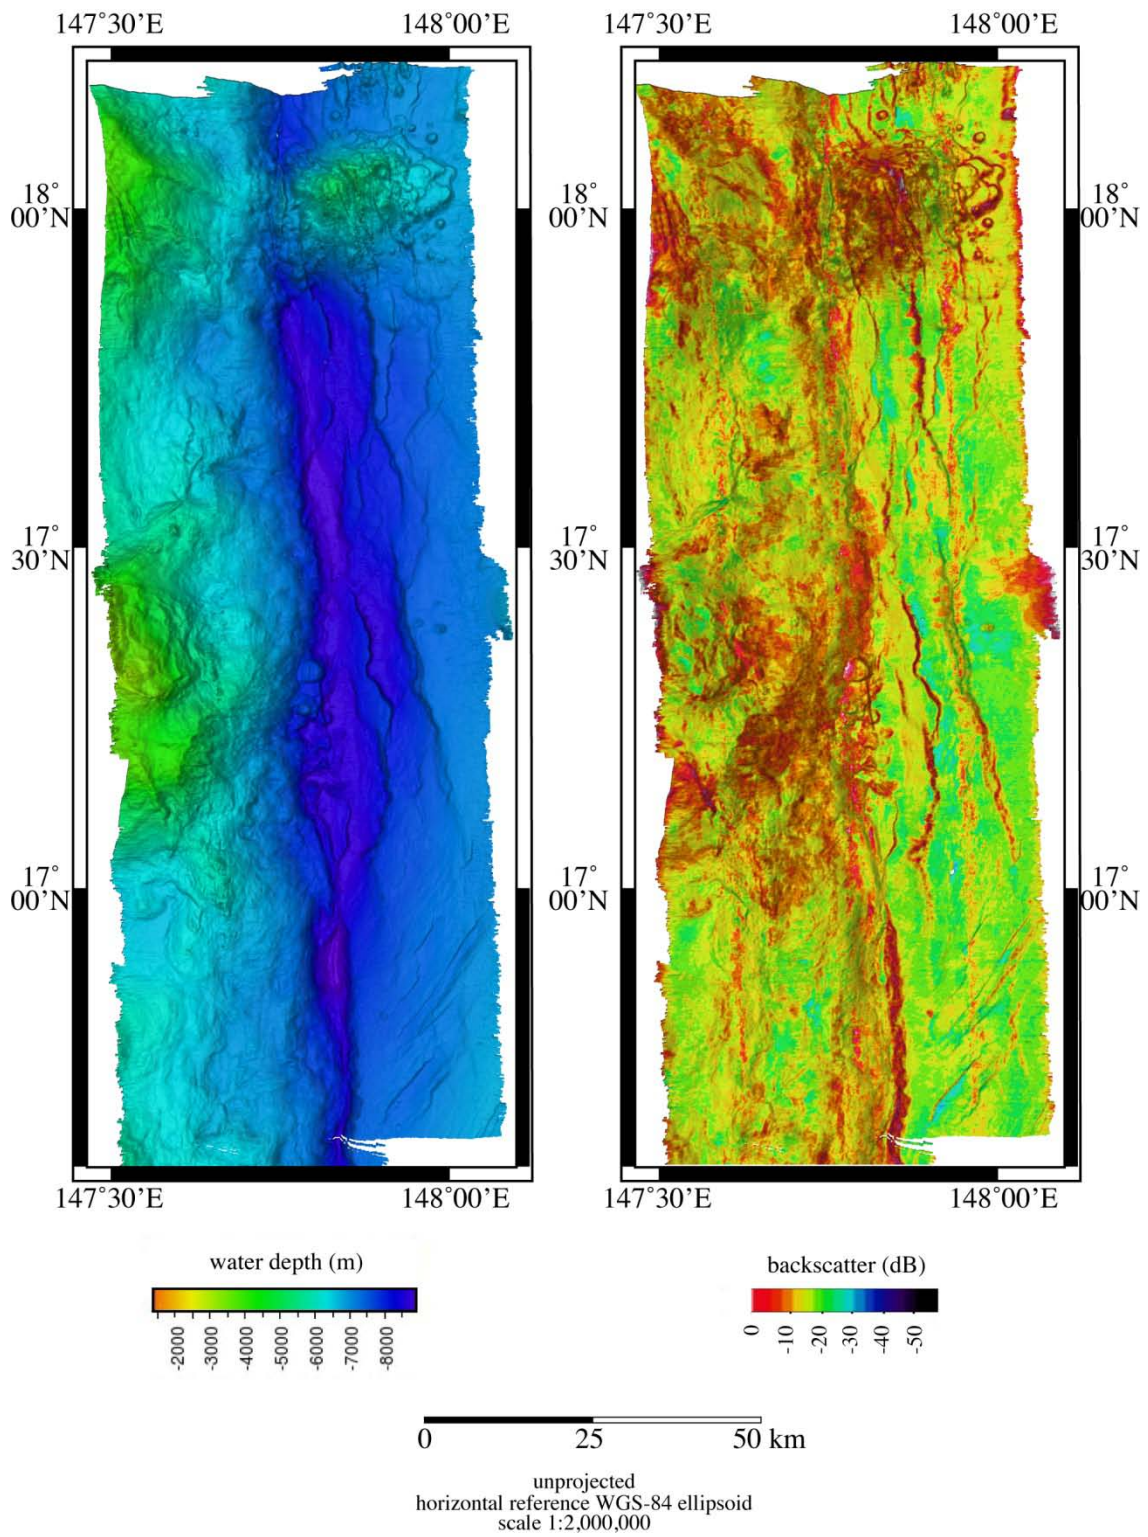 147˚30’E 148˚00’E 147˚30’E 148˚00’E
18˚ 18˚ 18˚
00’N 00’N 00’N
17˚ 17˚ 17˚
30’N 30’N 30’N
17˚ 17˚ 17˚
00’N 00’N 00’N
147˚30’E 148˚00’E 147˚30’E 148˚00’E
water depth (m)
-2000 -3000 -4000 -5000 -6000 -7000 -8000
backscatter (dB)
0 -10 -20 -30 -40 -50
0 25 50 km
unprojected
horizontal reference WGS-84 ellipsoid
scale 1:2,000,000